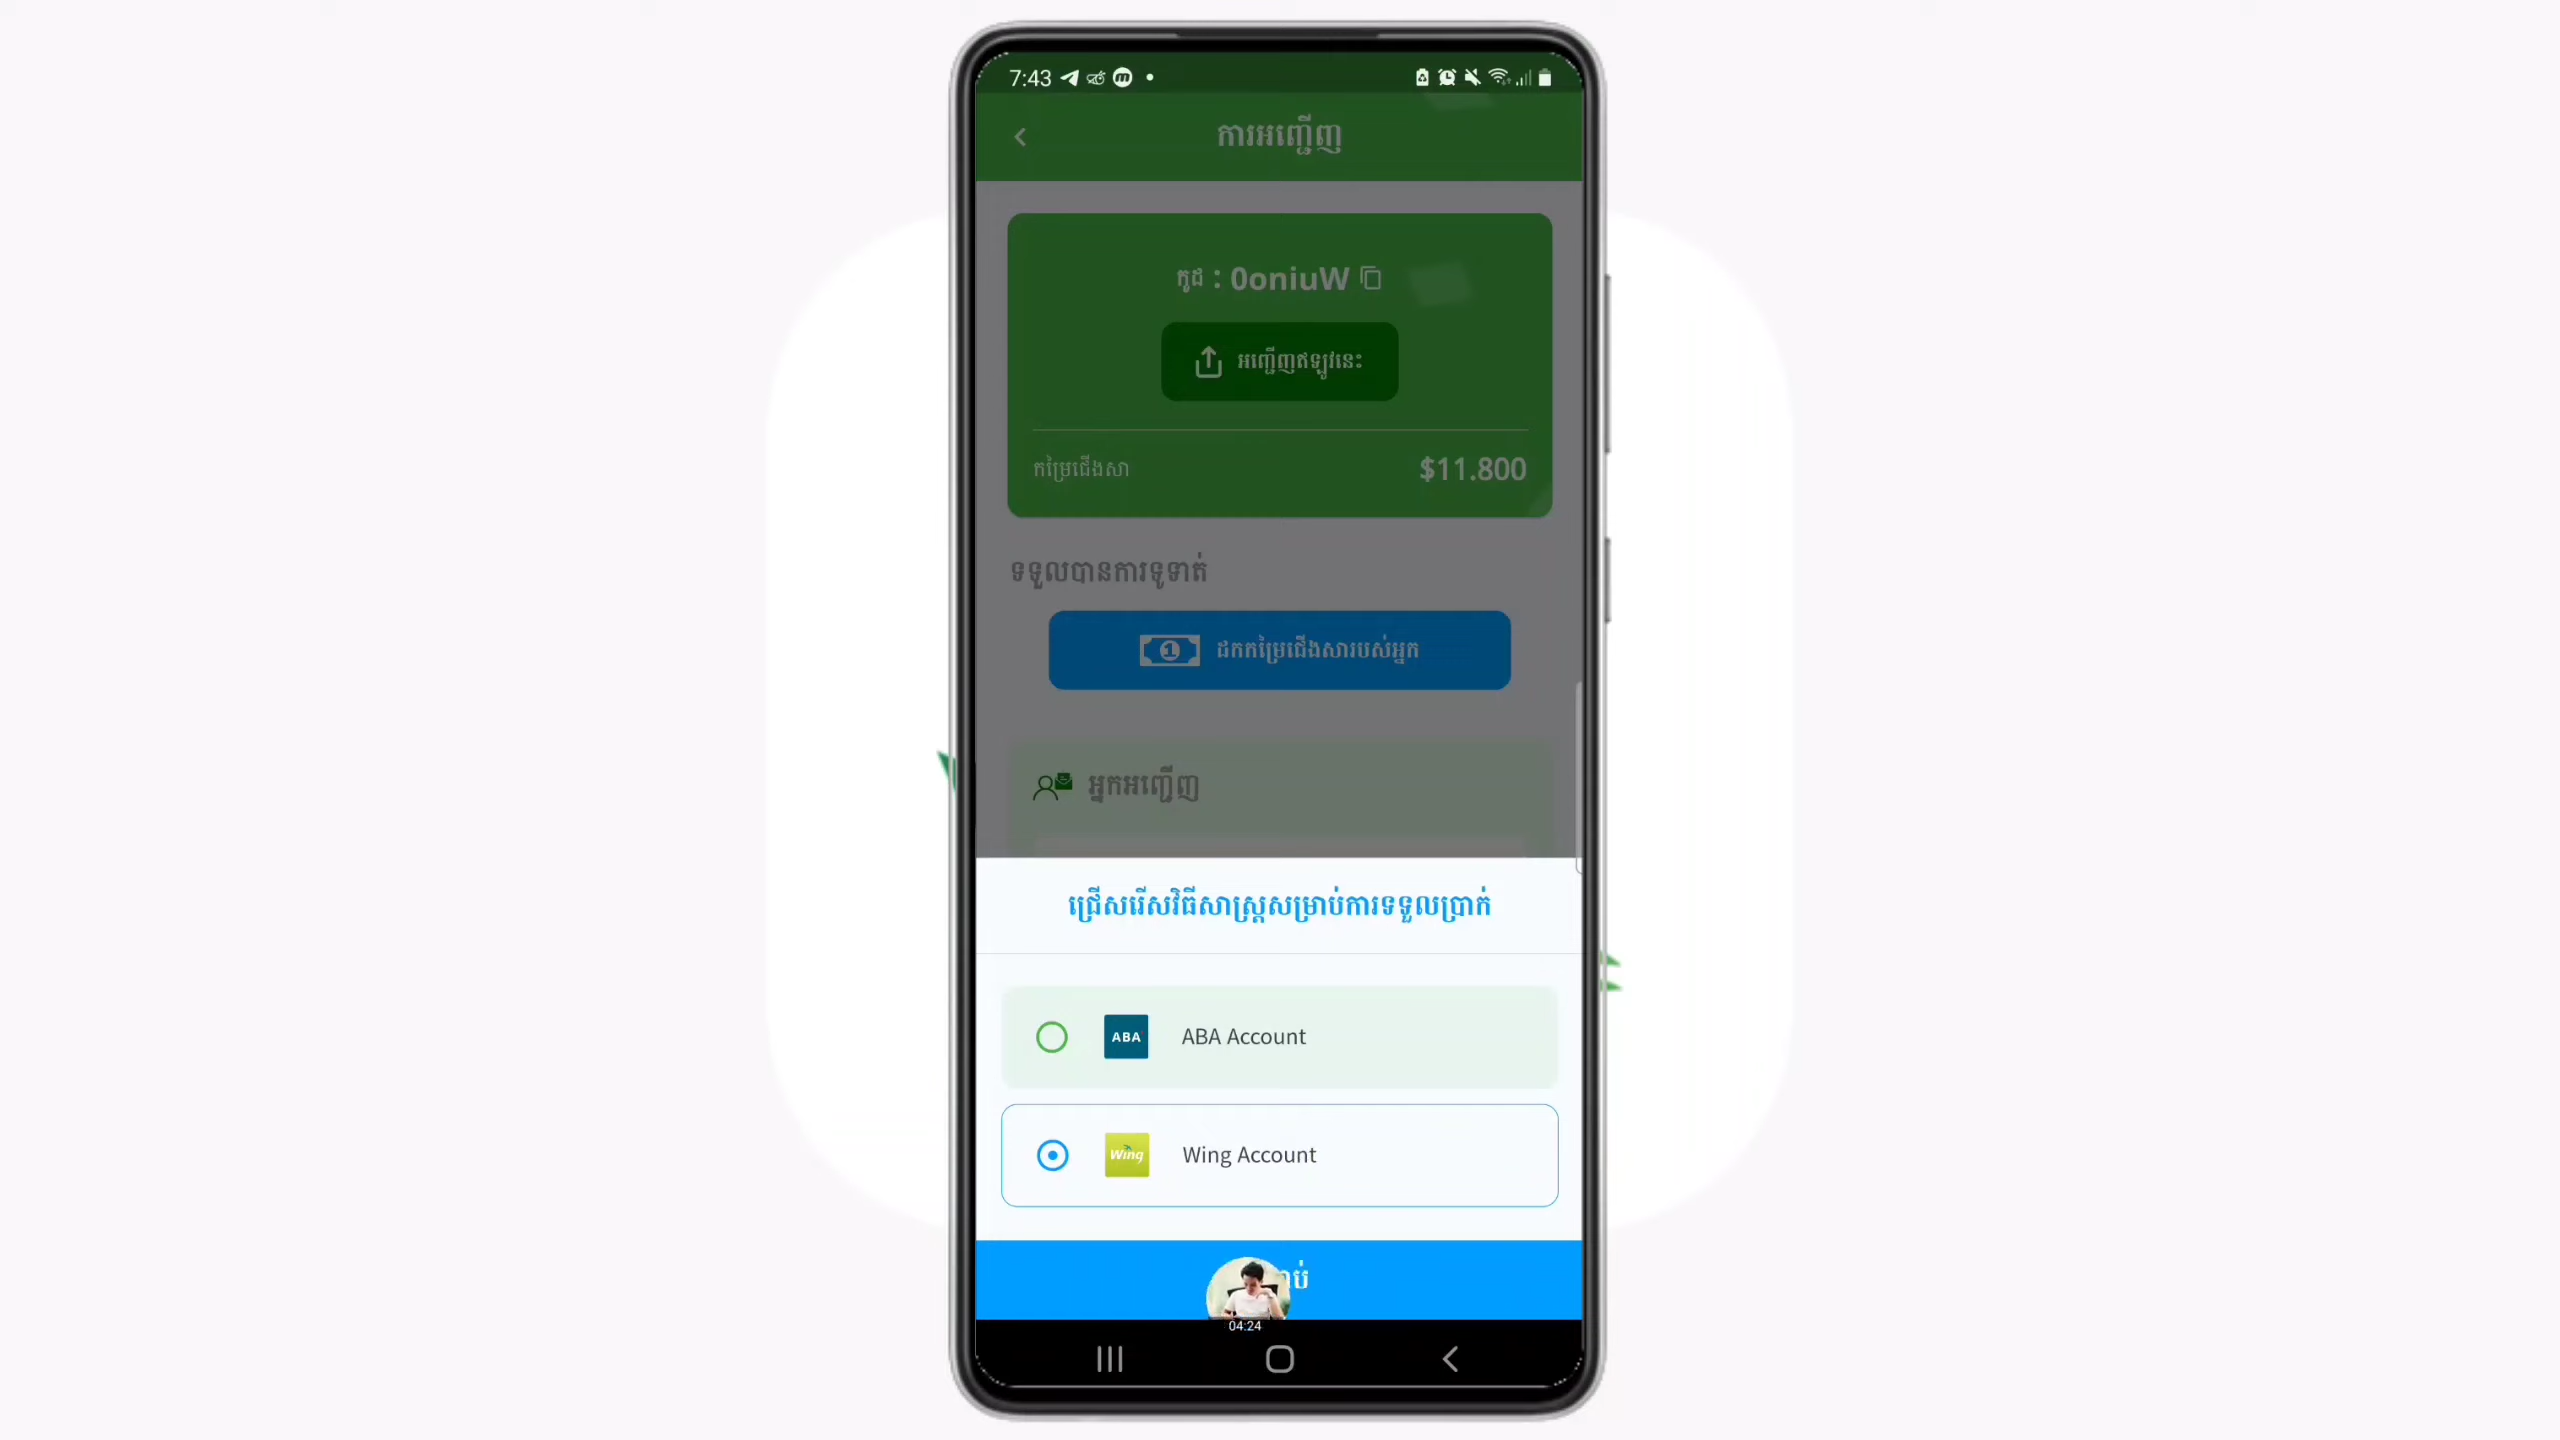 7:43
ការអញ្ជើញ
កូដ : 0oniuW
អញ្ជើញឥឡូវនេះ
កម្រៃជើងសា
$11.800
ទទួលបានការទូទាត់
ដកកម្រៃជើងសារបស់អ្នក
អ្នកអញ្ជើញ
ជ្រើសរើសវិធីសាស្ត្រសម្រាប់ការទទួលប្រាក់
ABA
ABA Account
Wing
Wing Account
04:24